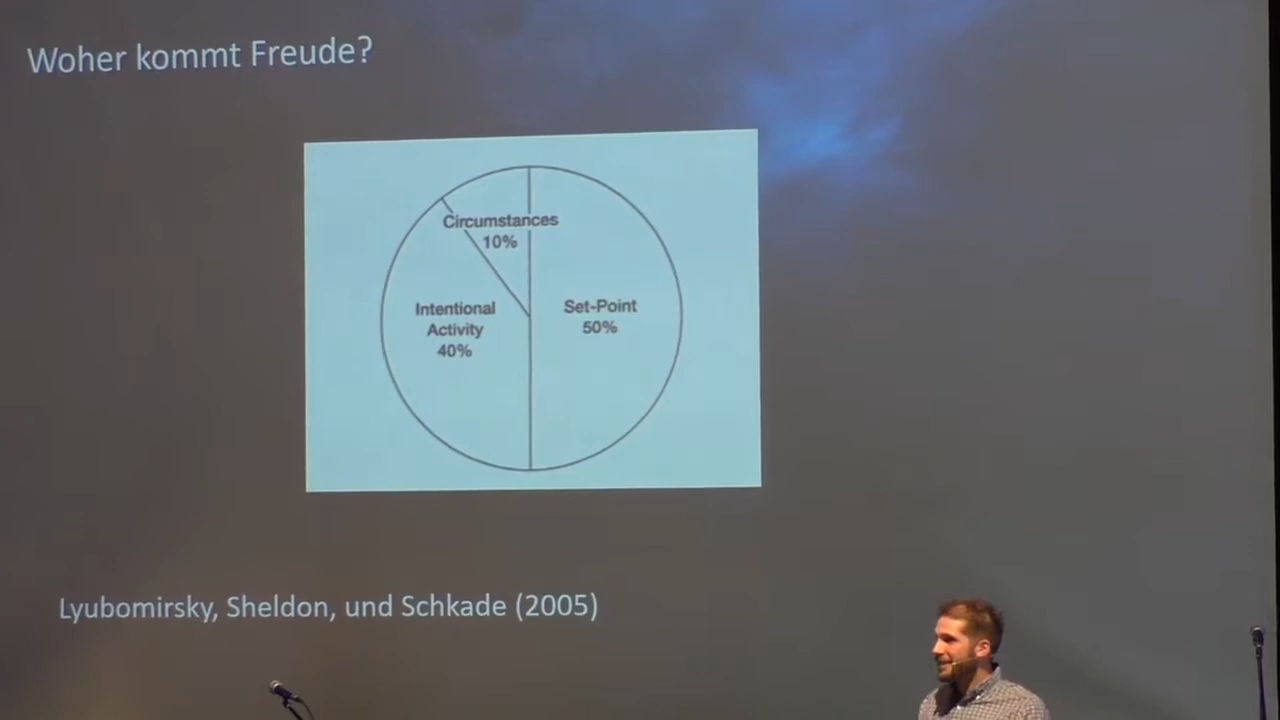 Woher kommt Freude?
Circumstances
10%
Intentional
Activity
40%
Set-Point
50%
Lyubomirsky, Sheldon, und Schkade (2005)